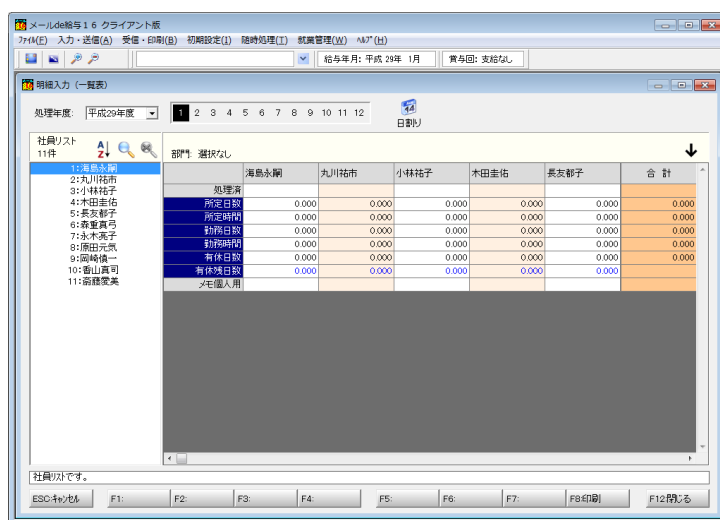 メールde給与16 クライアント版
ファイル(F) 入力・送信(A) 受信・印刷(B) 初期設定(I) 随時処理(T) 就業管理(W) ヘルプ(H)
給与年月: 平成 29年 1月 賞与回: 支給なし
明細入力（一覧表）
処理年度: 平成29年度 1 2 3 4 5 6 7 8 9 10 11 12 日割り
社員リスト
11件
部門: 選択なし
1:海島永嗣
2:丸川祐市
3:小林祐子
4:木田圭佑
5:長友都子
6:森重真弓
7:永木亮子
8:原田元気
9:岡崎慎一
10:香山真司
11:斎藤愛美
海島永嗣 丸川祐市 小林祐子 木田圭佑 長友都子 合 計
処理済
所定日数 0.000 0.000 0.000 0.000 0.000 0.000
所定時間 0.000 0.000 0.000 0.000 0.000 0.000
勤務日数 0.000 0.000 0.000 0.000 0.000 0.000
勤務時間 0.000 0.000 0.000 0.000 0.000 0.000
有休日数 0.000 0.000 0.000 0.000 0.000 0.000
有休残日数 0.000 0.000 0.000 0.000 0.000
メモ個人用
社員リストです。
ESC:キャンセル F1: F2: F3: F4: F5: F6: F7: F8:印刷 F12:閉じる